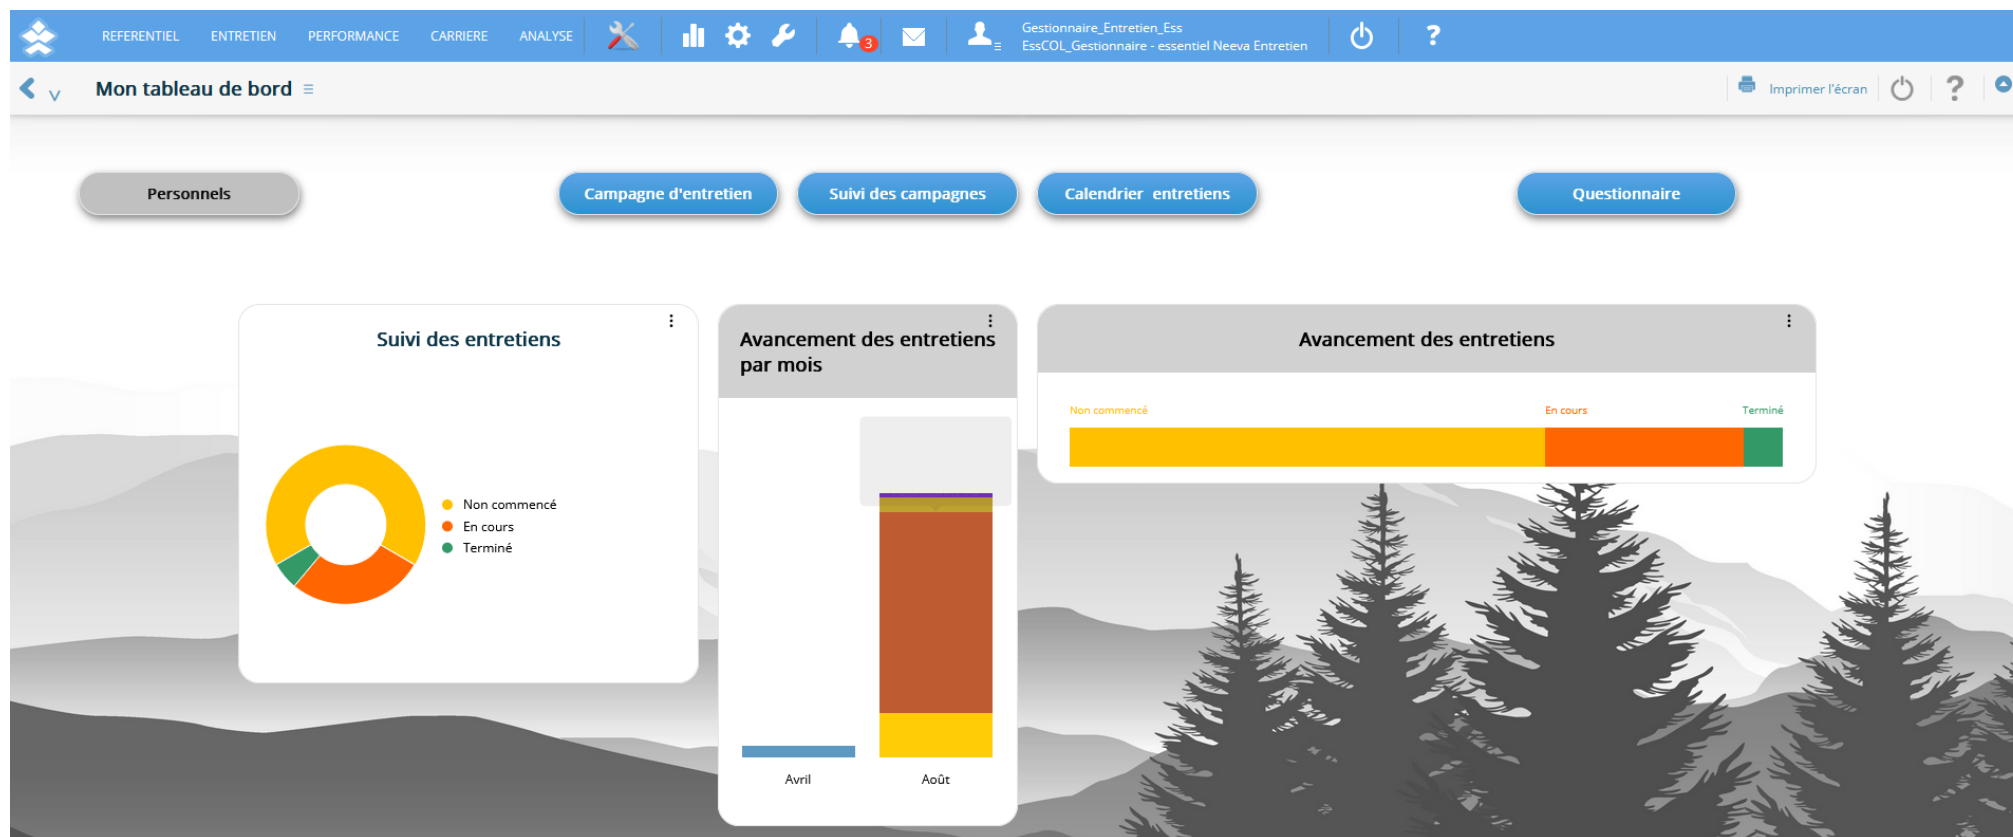 REFERENTIEL ENTRETIEN PERFORMANCE CARRIERE ANALYSE 3 Gestionnaire_Entretien_Ess ?
EssCOL_Gestionnaire - essentiel Neeva Entretien
Mon tableau de bord Imprimer l'écran ?
Personnels Campagne d'entretien Suivi des campagnes Calendrier entretiens Questionnaire
Suivi des entretiens
Non commencé
En cours
Terminé
Avancement des entretiens
par mois
Avril Août
Avancement des entretiens
Non commencé En cours Terminé